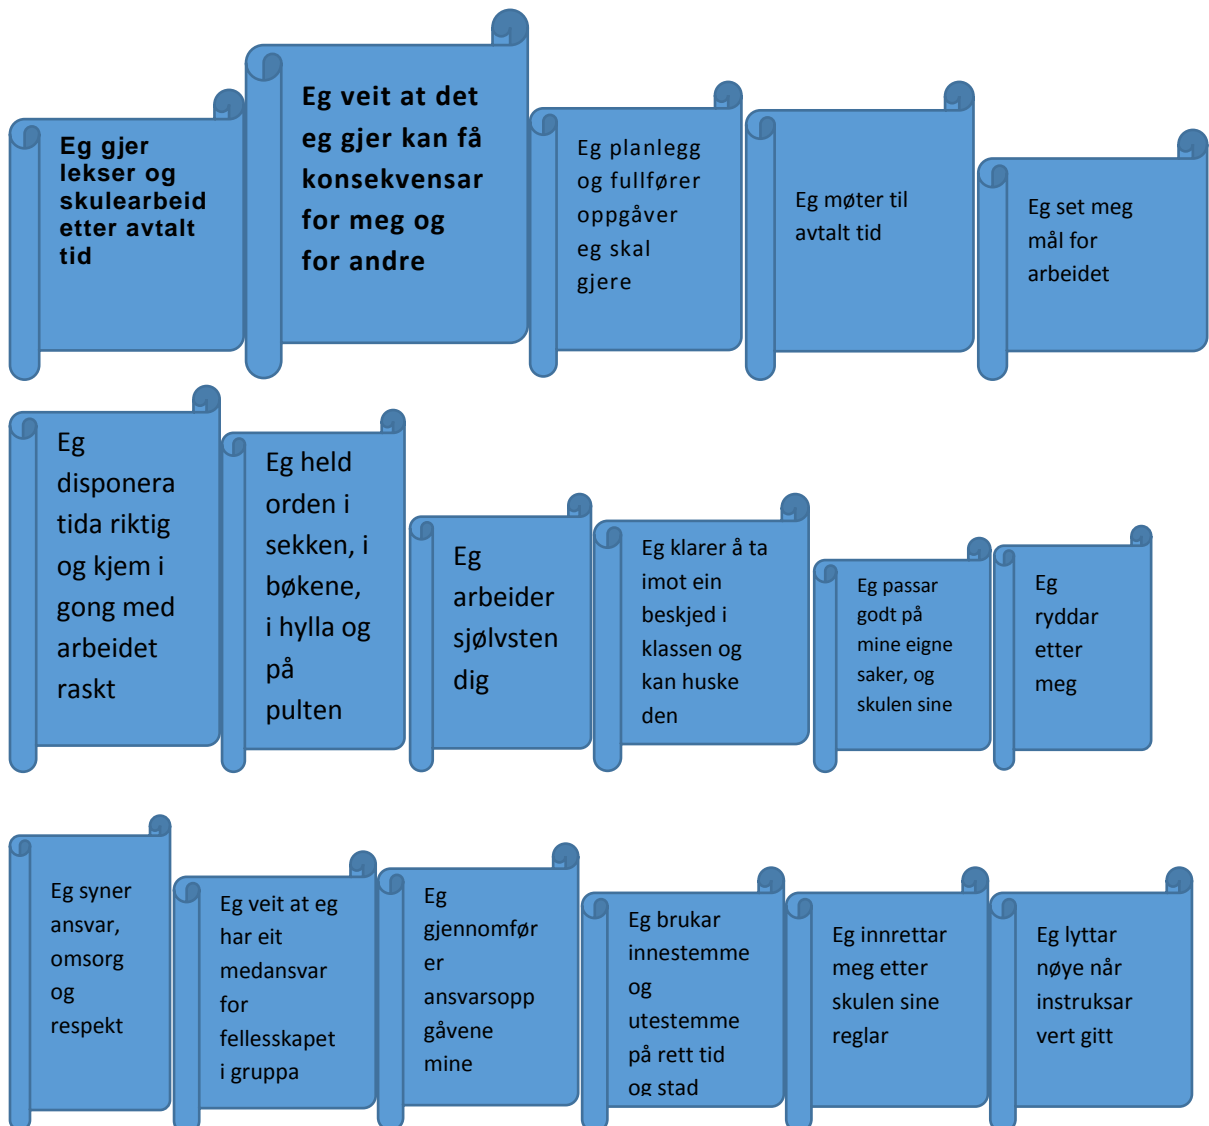 Eg gjer
lekser og
skulearbeid
etter avtalt
tid
Eg veit at det
eg gjer kan få
konsekvensar
for meg og
for andre
Eg planlegg
og fullfører
oppgåver
eg skal
gjere
Eg møter til
avtalt tid
Eg set meg
mål for
arbeidet
Eg
disponera
tida riktig
og kjem i
gong med
arbeidet
raskt
Eg held
orden i
sekken, i
bøkene,
i hylla og
på
pulten
Eg
arbeider
sjølvsten
dig
Eg klarer å ta
imot ein
beskjed i
klassen og
kan huske
den
Eg passar
godt på
mine eigne
saker, og
skulen sine
Eg
ryddar
etter
meg
Eg syner
ansvar,
omsorg
og
respekt
Eg veit at eg
har eit
medansvar
for
fellesskapet
i gruppa
Eg
gjennomfør
er
ansvarsopp
gåvene
mine
Eg brukar
innestemme
og
utestemme
på rett tid
og stad
Eg innrettar
meg etter
skulen sine
reglar
Eg lyttar
nøye når
instruksar
vert gitt